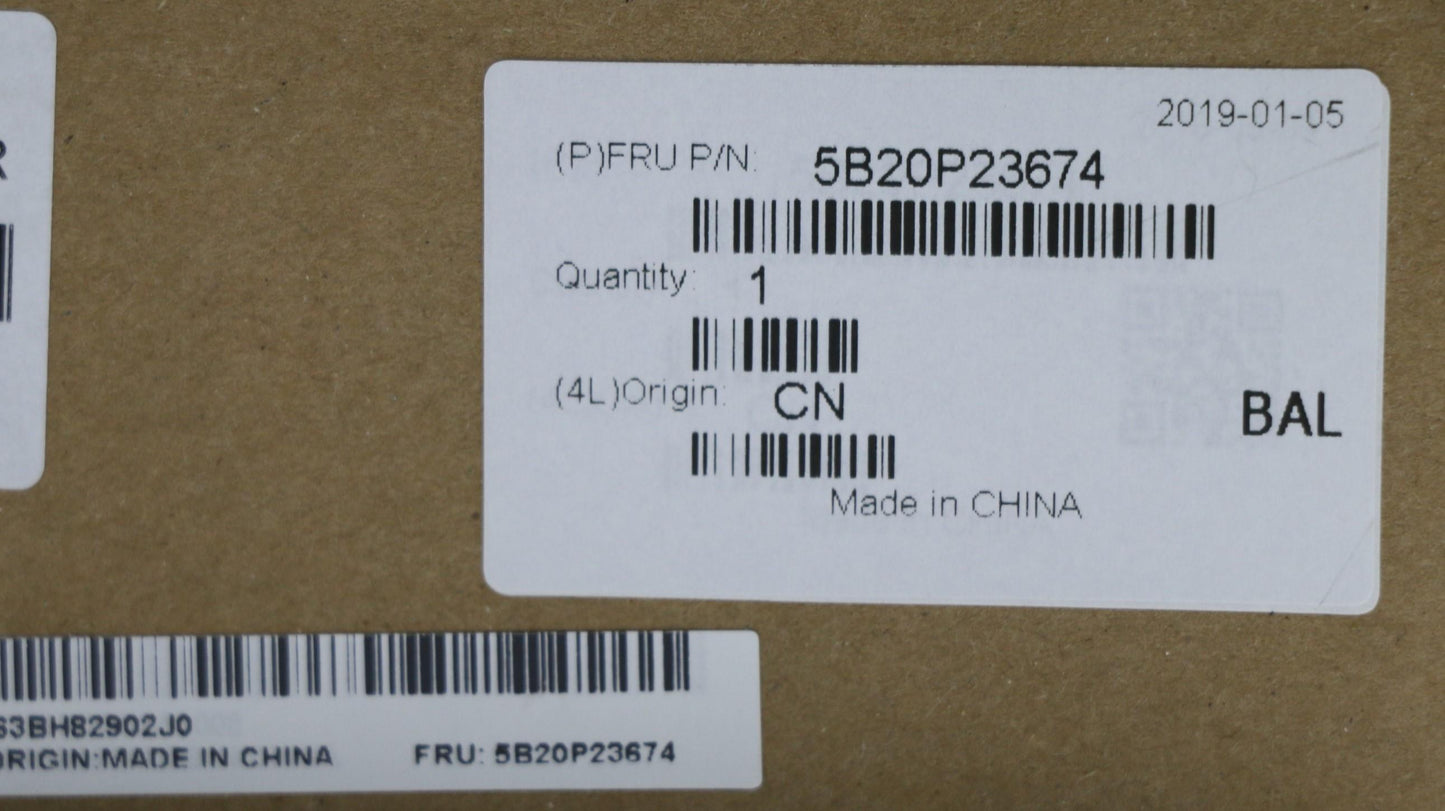 2019-01-05
(P)FRU P/N: 5B20P23674
Quantity: 1
(4L)Origin: CN
BAL
Made in CHINA
R
S3BH82902J0
ORIGIN:MADE IN CHINA FRU: 5B20P23674